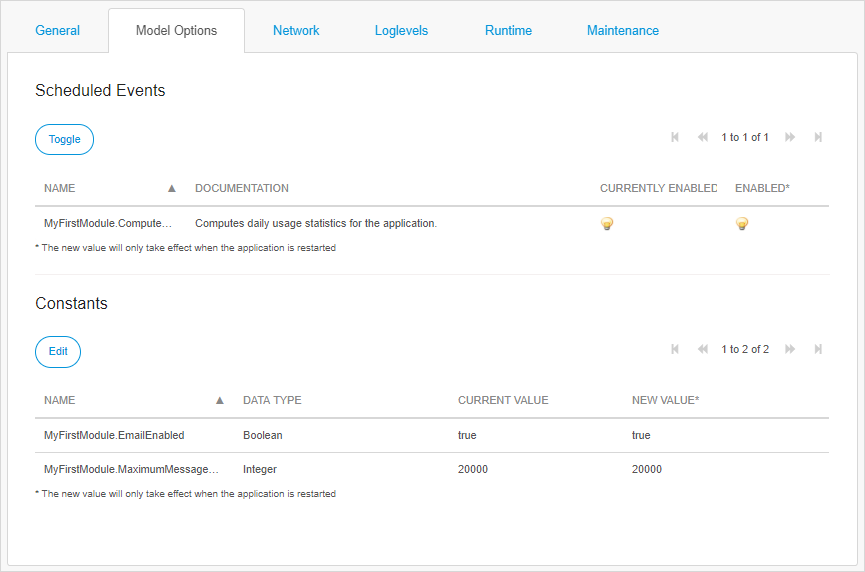 General Model Options Network Loglevels Runtime Maintenance
Scheduled Events
Toggle 1 to 1 of 1
NAME DOCUMENTATION CURRENTLY ENABLED ENABLED*
MyFirstModule.Compute... Computes daily usage statistics for the application.
* The new value will only take effect when the application is restarted
Constants
Edit 1 to 2 of 2
NAME DATA TYPE CURRENT VALUE NEW VALUE*
MyFirstModule.EmailEnabled Boolean true true
MyFirstModule.MaximumMessage... Integer 20000 20000
* The new value will only take effect when the application is restarted